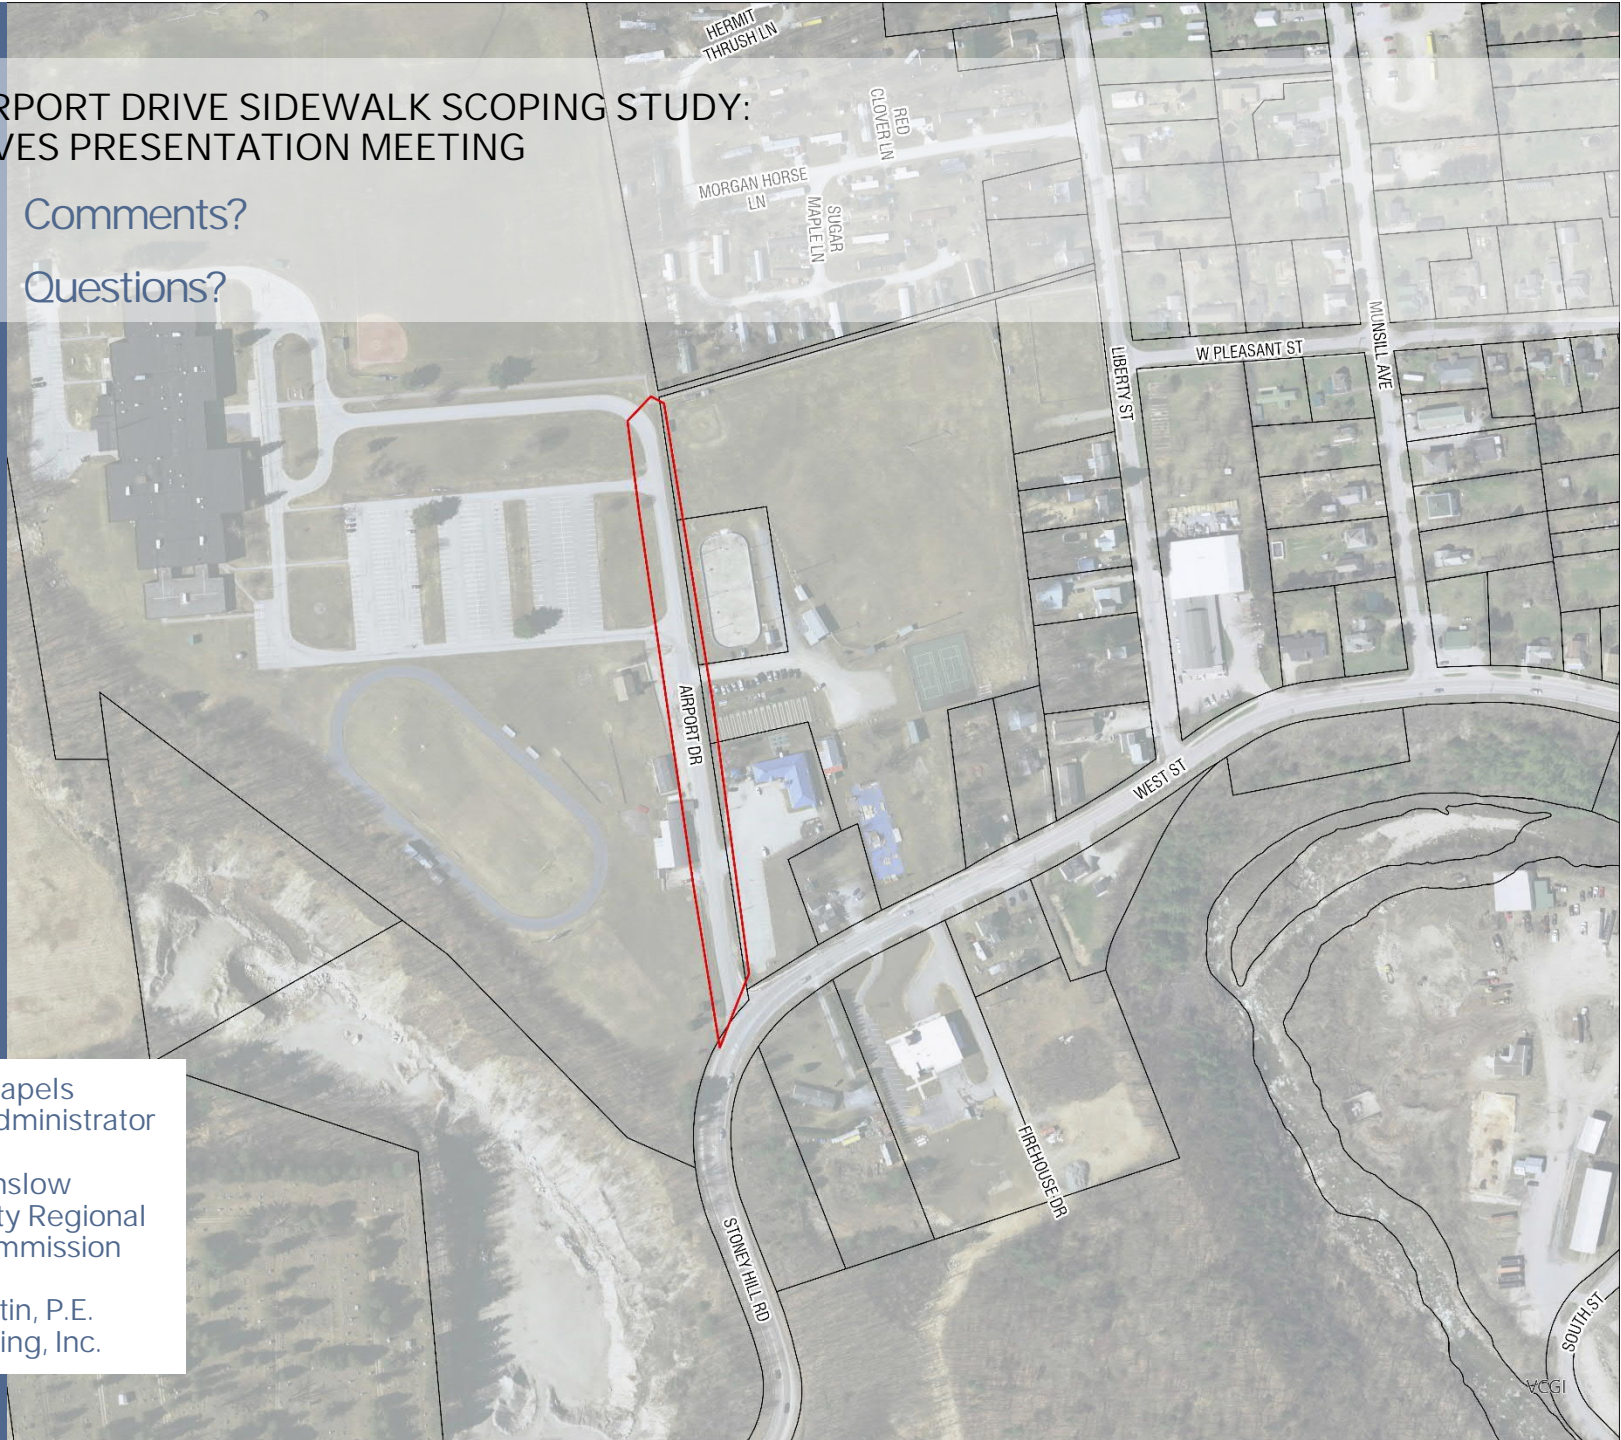 HERMIT
THRUSH LN
RPORT DRIVE SIDEWALK SCOPING STUDY:
VES PRESENTATION MEETING
RED
CLOVER LN
MORGAN HORSE
LN
SUGAR
MAPLE LN
Comments?
Questions?
MUNSILL AVE
LIBERTY ST
W PLEASANT ST
AIRPORT DR
WEST ST
apels
dministrator
nslow
ty Regional
mmission
tin, P.E.
ing, Inc.
FIREHOUSE DR
STONEY HILL RD
SOUTH ST
VCGI